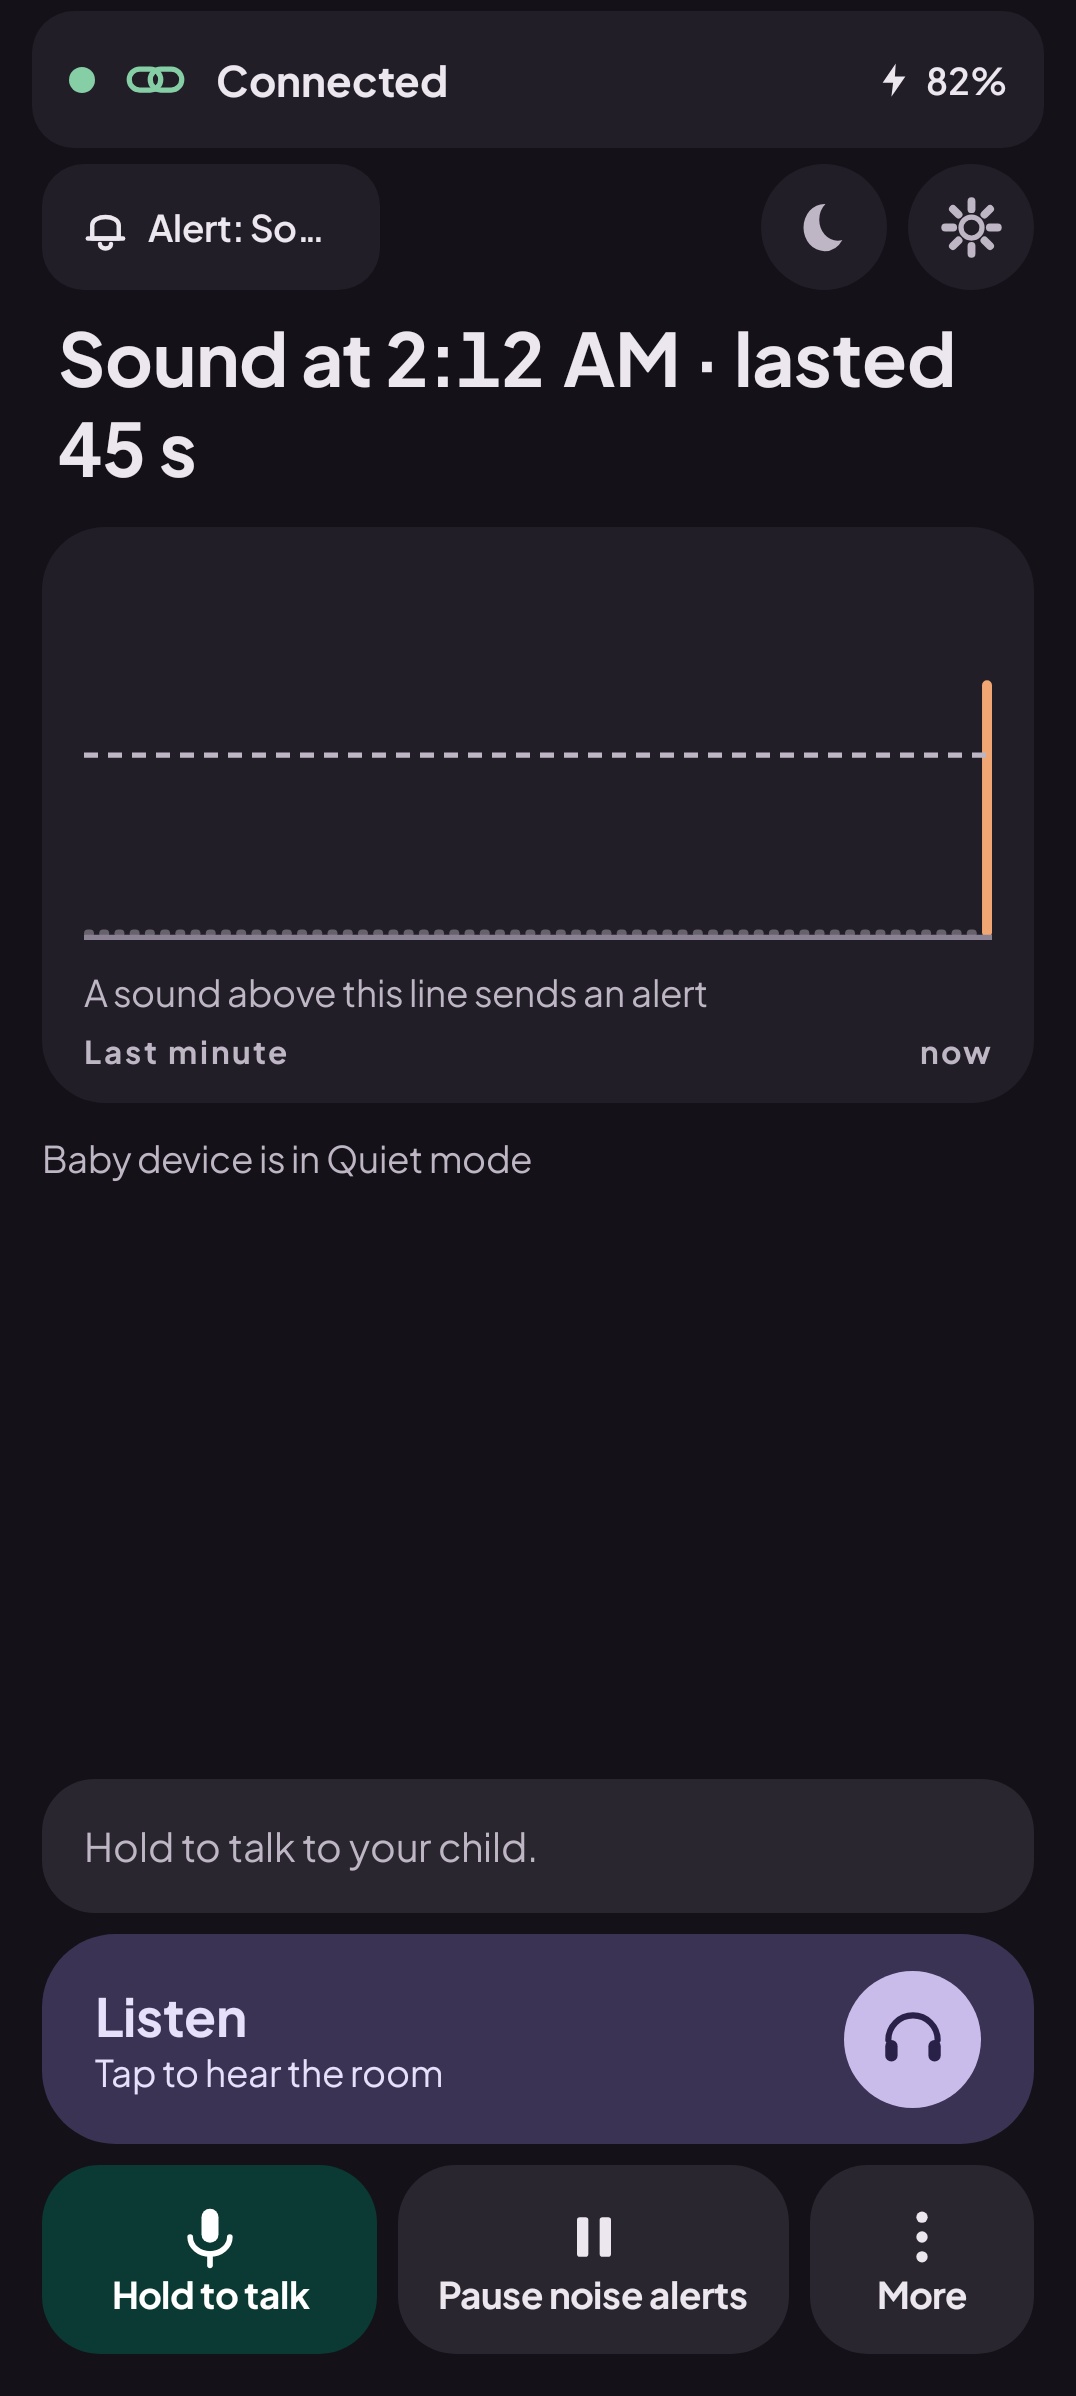 Connected
82%
Alert: So...
Sound at 2:12 AM · lasted
45 s
A sound above this line sends an alert
Last minute
now
Baby device is in Quiet mode
Hold to talk to your child.
Listen
Tap to hear the room
Hold to talk
Pause noise alerts
More